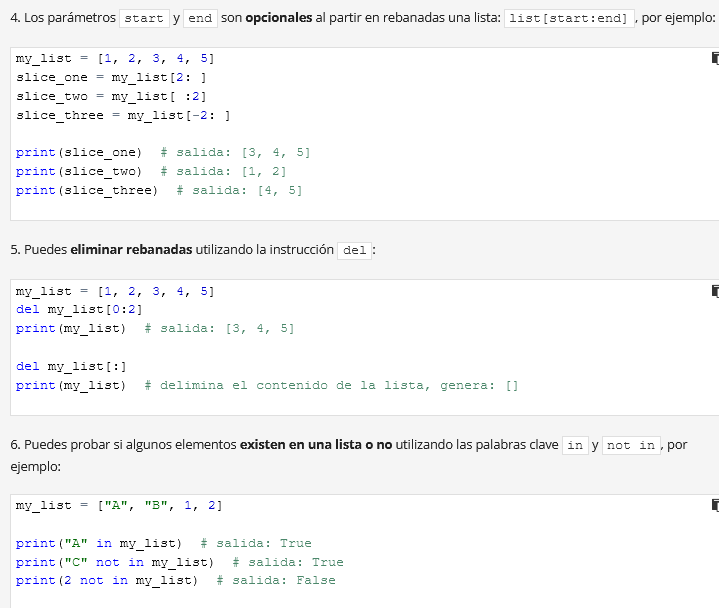 4. Los parámetros start y end son opcionales al partir en rebanadas una lista: list[start:end] , por ejemplo:
my_list = [1, 2, 3, 4, 5]
slice_one = my_list[2: ]
slice_two = my_list[ :2]
slice_three = my_list[-2: ]
print(slice_one)  # salida: [3, 4, 5]
print(slice_two)  # salida: [1, 2]
print(slice_three)  # salida: [4, 5]
5. Puedes eliminar rebanadas utilizando la instrucción del :
my_list = [1, 2, 3, 4, 5]
del my_list[0:2]
print(my_list)  # salida: [3, 4, 5]
del my_list[:]
print(my_list)  # delimina el contenido de la lista, genera: []
6. Puedes probar si algunos elementos existen en una lista o no utilizando las palabras clave in y not in , por
ejemplo:
my_list = ["A", "B", 1, 2]
print("A" in my_list)  # salida: True
print("C" not in my_list)  # salida: True
print(2 not in my_list)  # salida: False